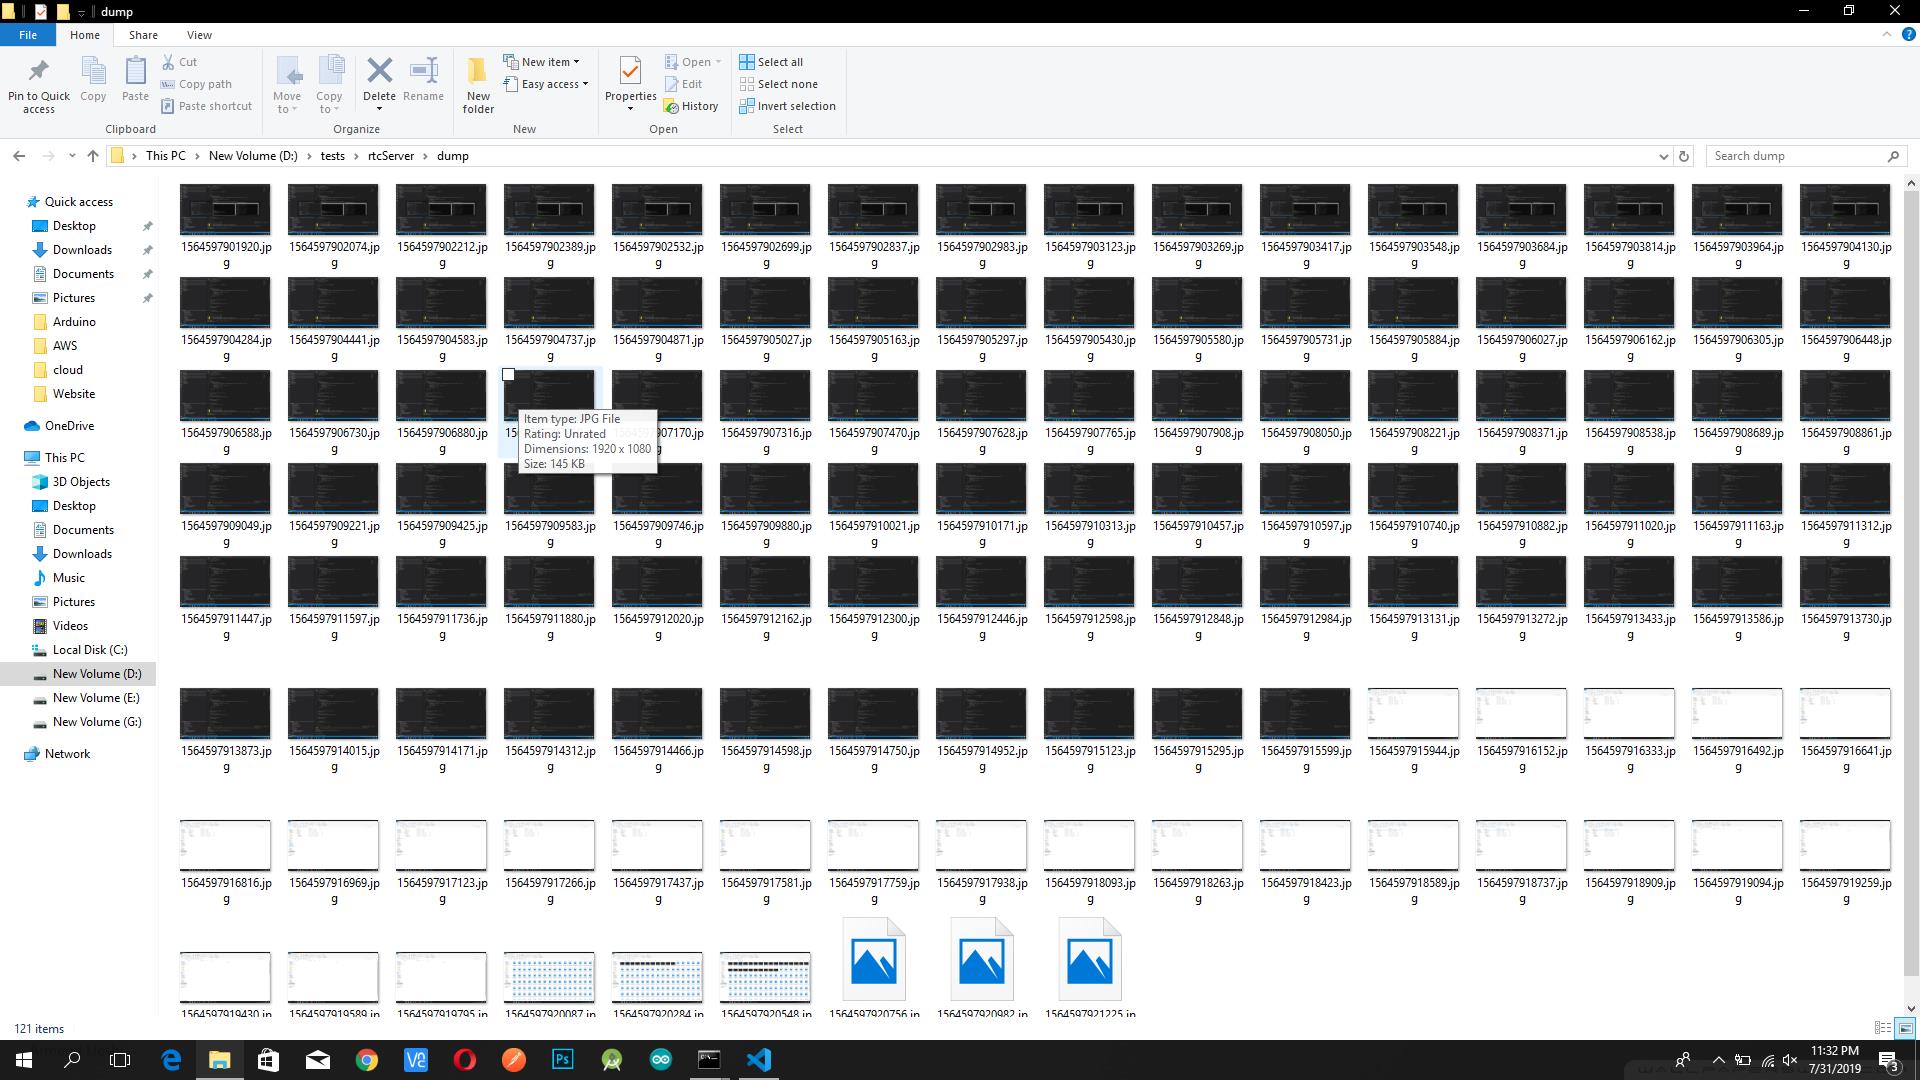 dump
File Home Share View
Pin to Quick access
Copy
Paste
Cut
Copy path
Paste shortcut
Clipboard
Move to
Copy to
Delete
Rename
Organize
New folder
New item
Easy access
New
Properties
Open
Edit
History
Open
Select all
Select none
Invert selection
Select
This PC New Volume (D:) tests rtcServer dump
Search dump
Quick access
Desktop
Downloads
Documents
Pictures
Arduino
AWS
cloud
Website
OneDrive
This PC
3D Objects
Desktop
Documents
Downloads
Music
Pictures
Videos
Local Disk (C:)
New Volume (D:)
New Volume (E:)
New Volume (G:)
Network
1564597901920.jpg 1564597902074.jpg 1564597902212.jpg 1564597902389.jpg 1564597902532.jpg 1564597902699.jpg 1564597902837.jpg 1564597902983.jpg 1564597903123.jpg 1564597903269.jpg 1564597903417.jpg 1564597903548.jpg 1564597903684.jpg 1564597903814.jpg 1564597903964.jpg 1564597904130.jpg
1564597904284.jpg 1564597904441.jpg 1564597904583.jpg 1564597904737.jpg 1564597904871.jpg 1564597905027.jpg 1564597905163.jpg 1564597905297.jpg 1564597905430.jpg 1564597905580.jpg 1564597905731.jpg 1564597905884.jpg 1564597906027.jpg 1564597906162.jpg 1564597906305.jpg 1564597906448.jpg
1564597906588.jpg 1564597906730.jpg 1564597906880.jpg 1564597907170.jpg 1564597907316.jpg 1564597907470.jpg 1564597907628.jpg 1564597907765.jpg 1564597907908.jpg 1564597908050.jpg 1564597908221.jpg 1564597908371.jpg 1564597908538.jpg 1564597908689.jpg 1564597908861.jpg
Item type: JPG File
Rating: Unrated
Dimensions: 1920 x 1080
Size: 145 KB
1564597909049.jpg 1564597909221.jpg 1564597909425.jpg 1564597909583.jpg 1564597909746.jpg 1564597909880.jpg 1564597910021.jpg 1564597910171.jpg 1564597910313.jpg 1564597910457.jpg 1564597910597.jpg 1564597910740.jpg 1564597910882.jpg 1564597911020.jpg 1564597911163.jpg 1564597911312.jpg
1564597911447.jpg 1564597911597.jpg 1564597911736.jpg 1564597911880.jpg 1564597912020.jpg 1564597912162.jpg 1564597912300.jpg 1564597912446.jpg 1564597912598.jpg 1564597912848.jpg 1564597912984.jpg 1564597913131.jpg 1564597913272.jpg 1564597913433.jpg 1564597913586.jpg 1564597913730.jpg
1564597913873.jpg 1564597914015.jpg 1564597914171.jpg 1564597914312.jpg 1564597914466.jpg 1564597914598.jpg 1564597914750.jpg 1564597914952.jpg 1564597915123.jpg 1564597915295.jpg 1564597915599.jpg 1564597915944.jpg 1564597916152.jpg 1564597916333.jpg 1564597916492.jpg 1564597916641.jpg
1564597916816.jpg 1564597916969.jpg 1564597917123.jpg 1564597917266.jpg 1564597917437.jpg 1564597917581.jpg 1564597917759.jpg 1564597917938.jpg 1564597918093.jpg 1564597918263.jpg 1564597918423.jpg 1564597918589.jpg 1564597918737.jpg 1564597918909.jpg 1564597919094.jpg 1564597919259.jpg
1564597919430.jp 1564597919589.jp 1564597919795.jp 1564597920087.jp 1564597920284.jp 1564597920548.jp 1564597920756.jp 1564597920982.jp 1564597921225.jp
121 items
11:32 PM
7/31/2019
3